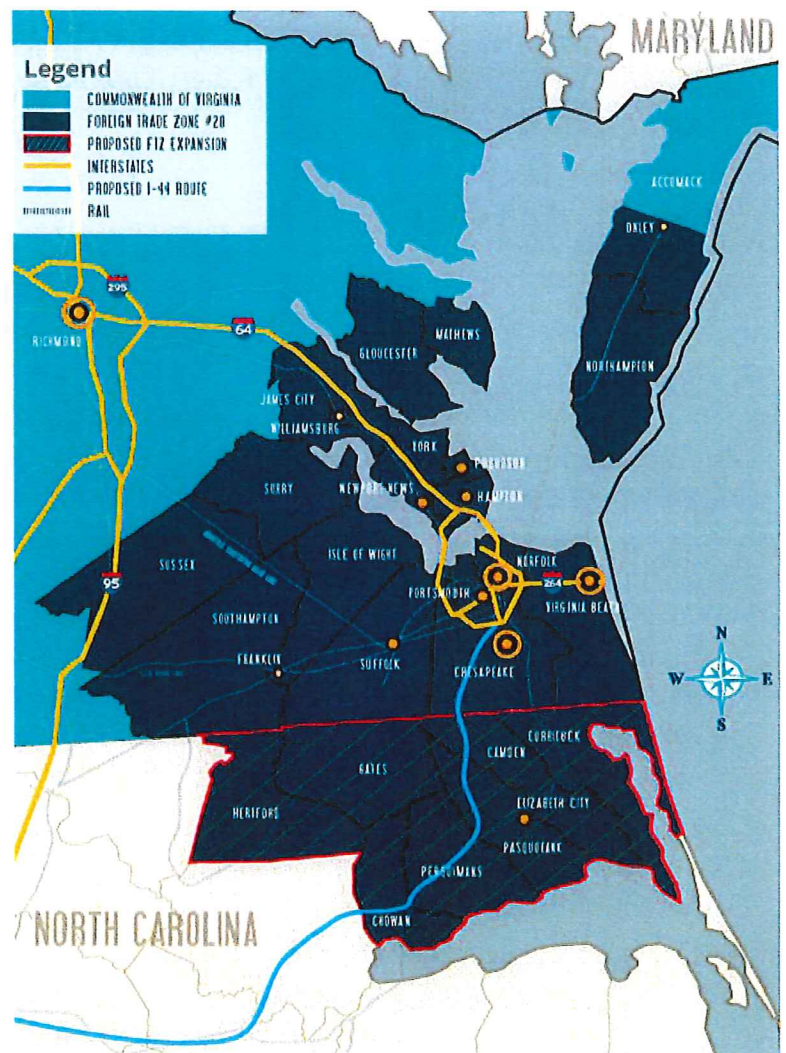 MARYLAND
Legend
COMMONWEALTH OF VIRGINIA
FOREIGN TRADE ZONE #20
PROPOSED FTZ EXPANSION
INTERSTATES
PROPOSED I-44 ROUTE
RAIL
ACCOMACK
ONLEY
295
64
RICHMOND
MATHEWS
GLOUCESTER
NORTHAMPTON
JAMES CITY
WILLIAMSBURG
YORK
POQUOSON
SURRY
NEWPORT NEWS
HAMPTON
ISLE OF WIGHT
NORFOLK
SUSSEX
95
264
PORTSMOUTH
VIRGINIA BEACH
SOUTHAMPTON
FRANKLIN
SUFFOLK
CHESAPEAKE
N
W
E
S
CURRITUCK
CAMDEN
GATES
ELIZABETH CITY
HERTFORD
PASQUOTANK
PERQUIMANS
CHOWAN
NORTH CAROLINA